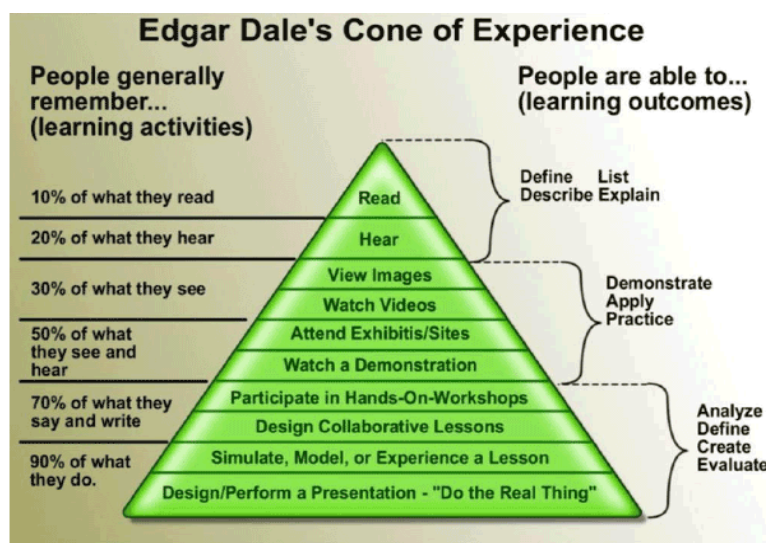 Edgar Dale's Cone of Experience
People generally
remember...
(learning activities)
People are able to...
(learning outcomes)
10% of what they read
20% of what they hear
30% of what they see
50% of what
they see and
hear
70% of what they
say and write
90% of what
they do.
Read
Hear
View Images
Watch Videos
Attend Exhibitis/Sites
Watch a Demonstration
Participate in Hands-On-Workshops
Design Collaborative Lessons
Simulate, Model, or Experience a Lesson
Design/Perform a Presentation - "Do the Real Thing"
Define List
Describe Explain
Demonstrate
Apply
Practice
Analyze
Define
Create
Evaluate